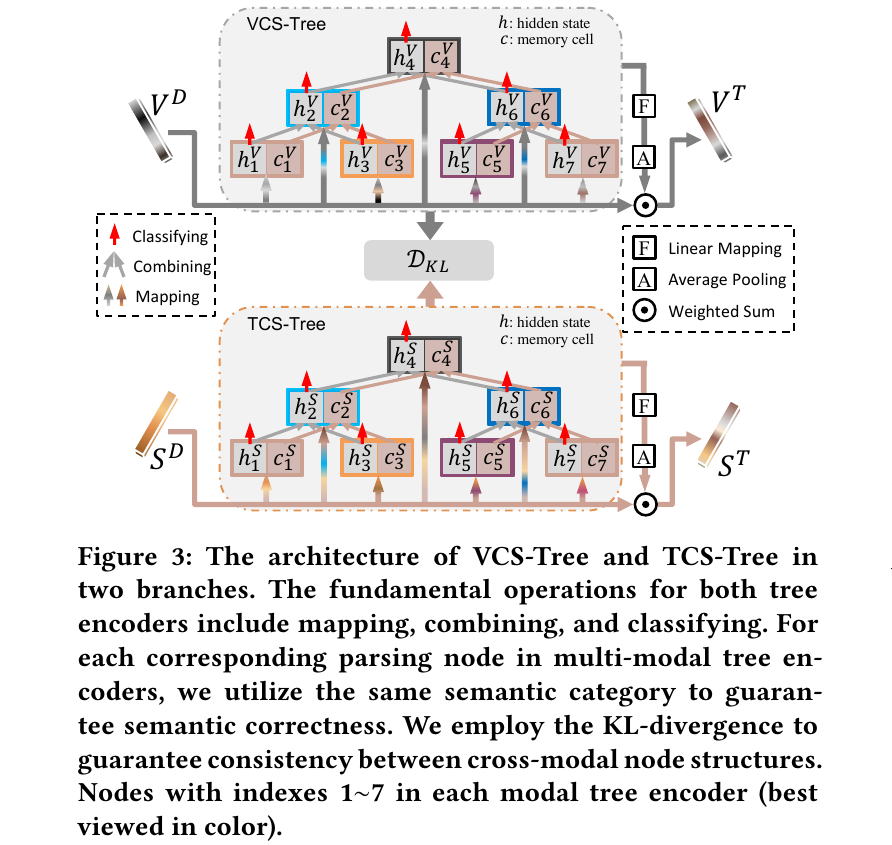 VCS-Tree
h: hidden state
c: memory cell
h_4^V c_4^V
V^D
V^T
h_2^V c_2^V
h_6^V c_6^V
F
h_1^V c_1^V
h_3^V c_3^V
h_5^V c_5^V
h_7^V c_7^V
A
Classifying
Combining
Mapping
D_{KL}
F Linear Mapping
A Average Pooling
Weighted Sum
TCS-Tree
h: hidden state
c: memory cell
h_4^S c_4^S
h_2^S c_2^S
h_6^S c_6^S
F
S^D
h_1^S c_1^S
h_3^S c_3^S
h_5^S c_5^S
h_7^S c_7^S
A
S^T
Figure 3: The architecture of VCS-Tree and TCS-Tree in
two branches. The fundamental operations for both tree
encoders include mapping, combining, and classifying. For
each corresponding parsing node in multi-modal tree en-
coders, we utilize the same semantic category to guaran-
tee semantic correctness. We employ the KL-divergence to
guarantee consistency between cross-modal node structures.
Nodes with indexes 1~7 in each modal tree encoder (best
viewed in color).